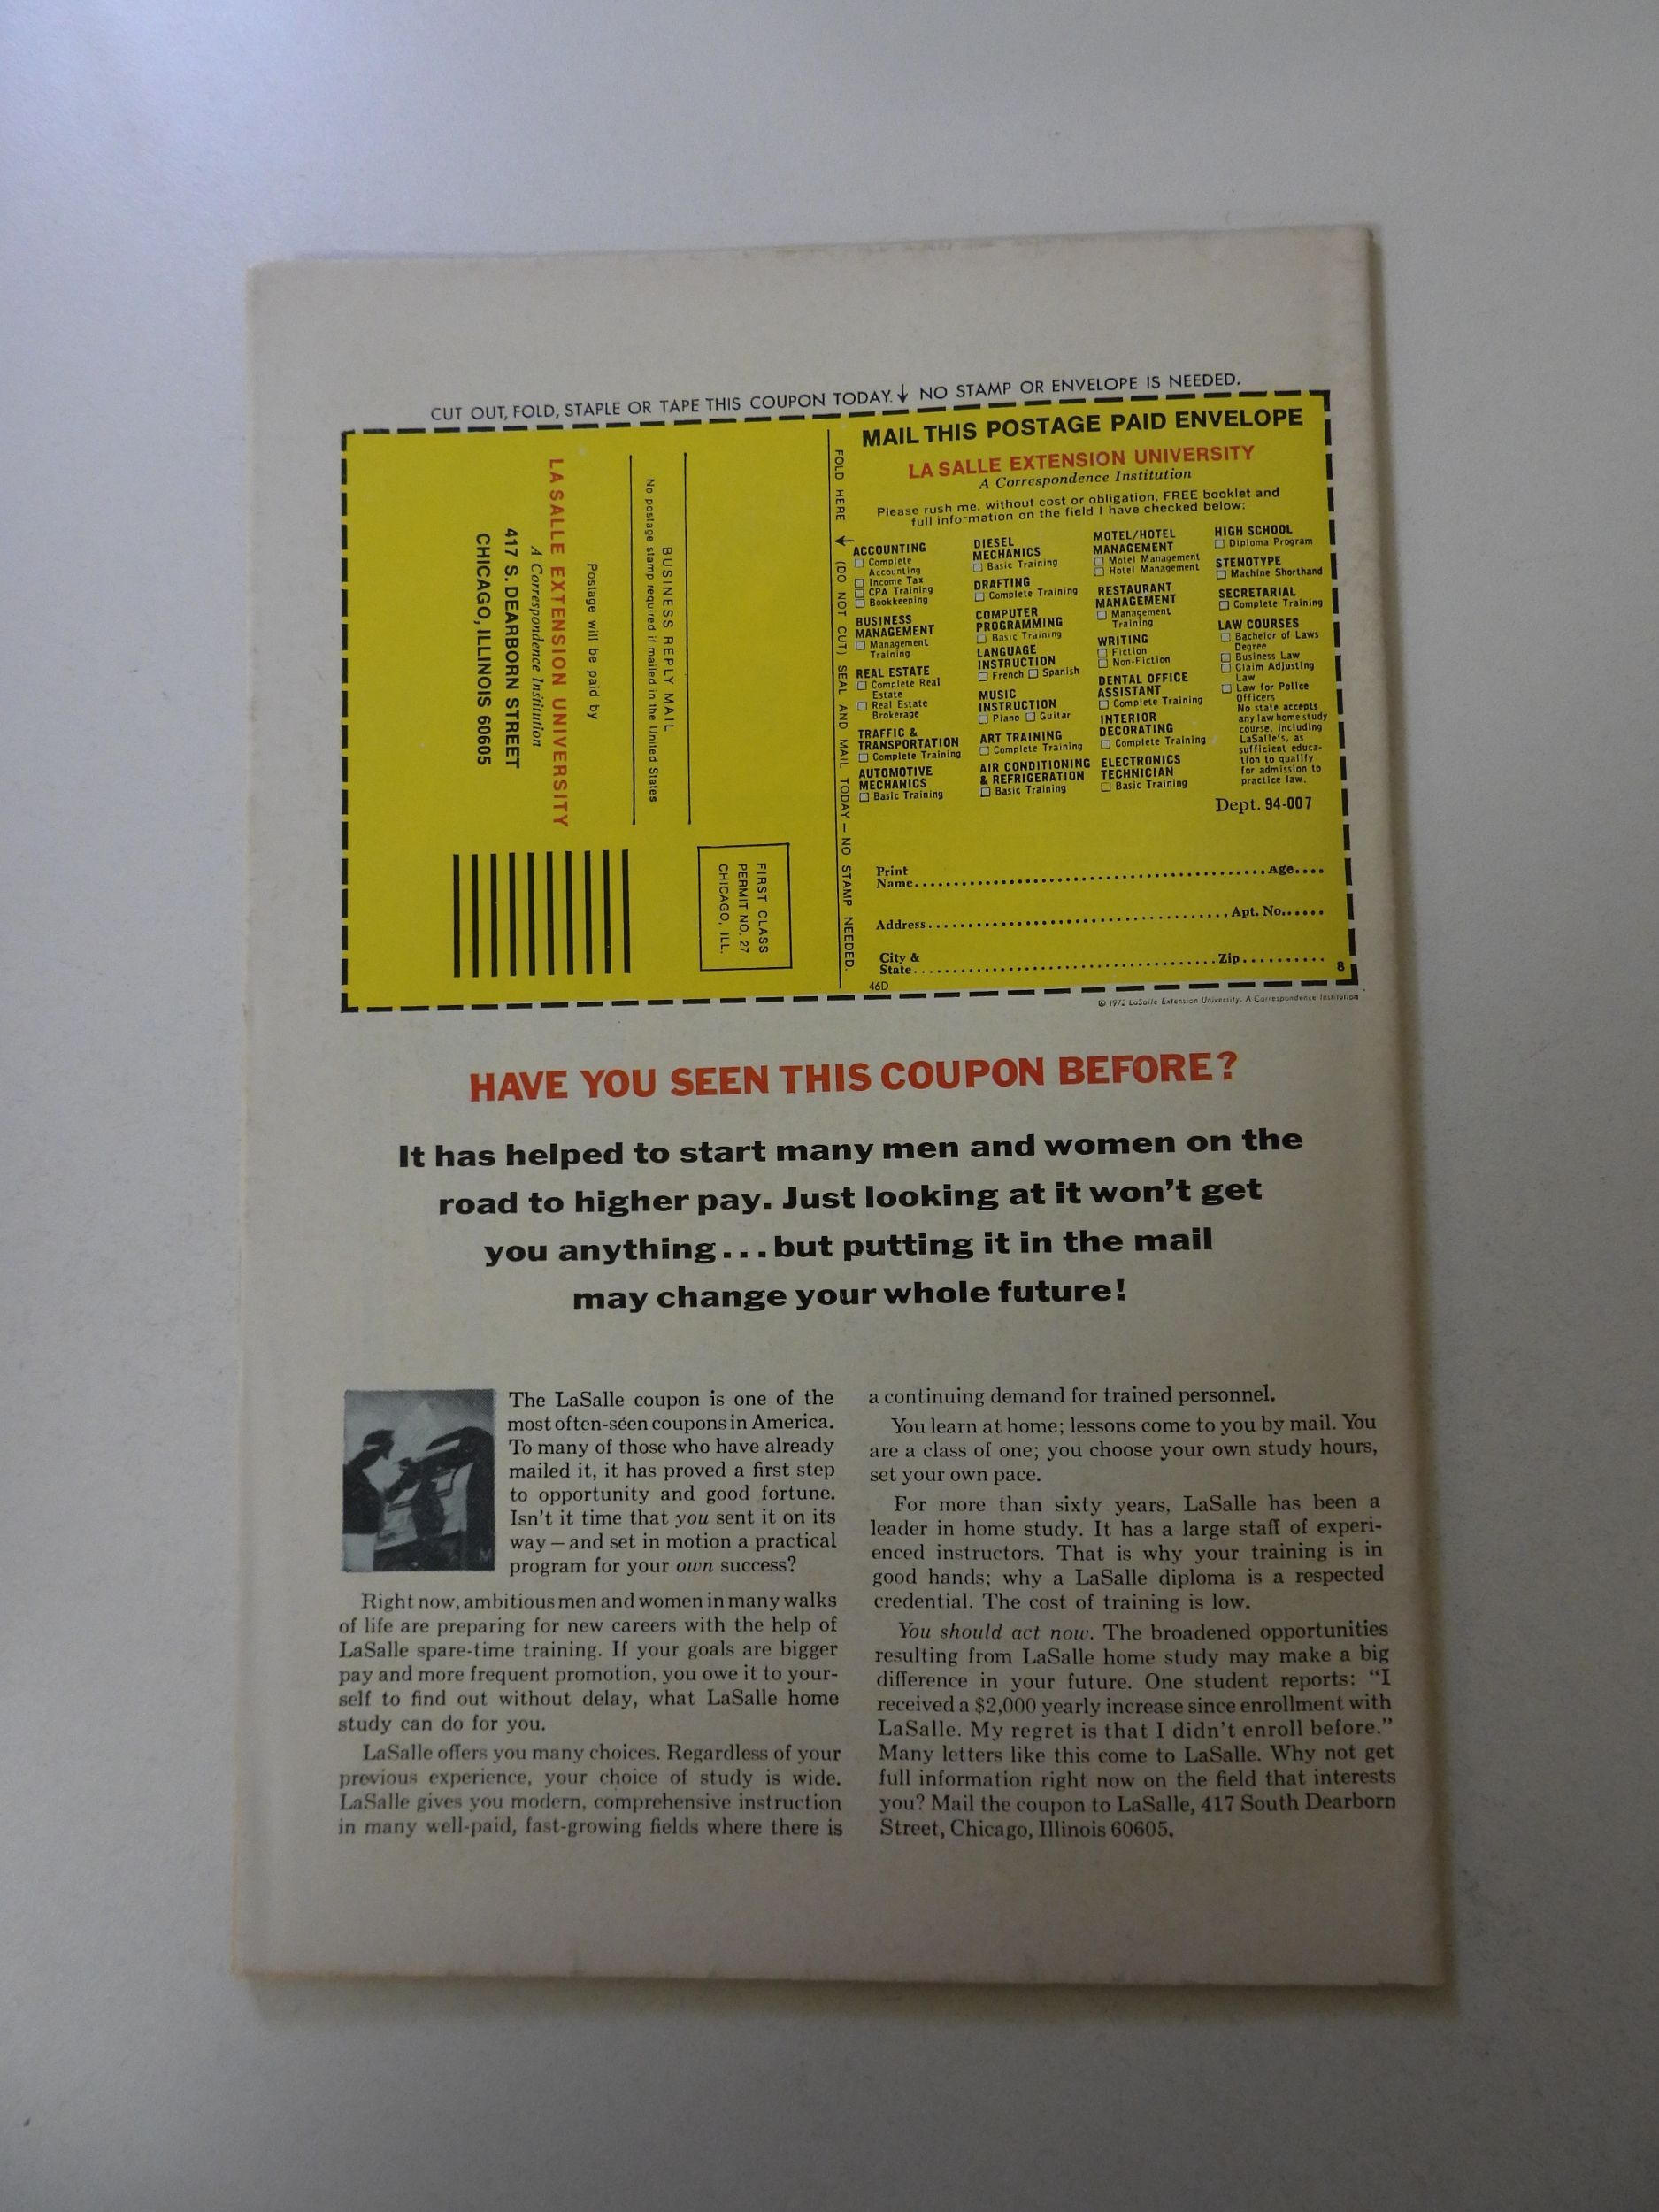 CUT OUT, FOLD, STAPLE OR TAPE THIS COUPON TODAY. ↓ NO STAMP OR ENVELOPE IS NEEDED.
FIRST CLASS
PERMIT NO. 27
CHICAGO, ILL.
BUSINESS REPLY MAIL
No postage stamp required if mailed in the United States
Postage will be paid by
LA SALLE EXTENSION UNIVERSITY
A Correspondence Institution
417 S. DEARBORN STREET
CHICAGO, ILLINOIS 60605
FOLD HERE ↓ (DO NOT CUT) SEAL AND MAIL TODAY — NO STAMP NEEDED.
MAIL THIS POSTAGE PAID ENVELOPE
LA SALLE EXTENSION UNIVERSITY
A Correspondence Institution
Please rush me, without cost or obligation, FREE booklet and
full information on the field I have checked below:
ACCOUNTING
☐ Complete
Accounting
☐ Income Tax
☐ CPA Training
☐ Bookkeeping
BUSINESS
MANAGEMENT
☐ Management
Training
REAL ESTATE
☐ Complete Real
Estate
☐ Real Estate
Brokerage
TRAFFIC &
TRANSPORTATION
☐ Complete Training
AUTOMOTIVE
MECHANICS
☐ Basic Training
DIESEL
MECHANICS
☐ Basic Training
DRAFTING
☐ Complete Training
COMPUTER
PROGRAMMING
☐ Basic Training
LANGUAGE
INSTRUCTION
☐ French ☐ Spanish
MUSIC
INSTRUCTION
☐ Piano ☐ Guitar
ART TRAINING
☐ Complete Training
AIR CONDITIONING
& REFRIGERATION
☐ Basic Training
MOTEL/HOTEL
MANAGEMENT
☐ Motel Management
☐ Hotel Management
RESTAURANT
MANAGEMENT
☐ Management
Training
WRITING
☐ Fiction
☐ Non-Fiction
DENTAL OFFICE
ASSISTANT
☐ Complete Training
INTERIOR
DECORATING
☐ Complete Training
ELECTRONICS
TECHNICIAN
☐ Basic Training
HIGH SCHOOL
☐ Diploma Program
STENOTYPE
☐ Machine Shorthand
SECRETARIAL
☐ Complete Training
LAW COURSES
☐ Bachelor of Laws
Degree
☐ Business Law
☐ Claim Adjusting
Law
☐ Law for Police
Officers
No state accepts
any law home study
course, including
LaSalle's, as
sufficient educa-
tion to qualify
for admission to
practice law.
Dept. 94-007
Print
Name........Age....
Address........Apt. No......
City &
State........Zip..........
46D
8
© 1972 LaSalle Extension University. A Correspondence Institution
HAVE YOU SEEN THIS COUPON BEFORE?
It has helped to start many men and women on the
road to higher pay. Just looking at it won't get
you anything...but putting it in the mail
may change your whole future!
The LaSalle coupon is one of the
most often-seen coupons in America.
To many of those who have already
mailed it, it has proved a first step
to opportunity and good fortune.
Isn't it time that you sent it on its
way — and set in motion a practical
program for your own success?
Right now, ambitious men and women in many walks
of life are preparing for new careers with the help of
LaSalle spare-time training. If your goals are bigger
pay and more frequent promotion, you owe it to your-
self to find out without delay, what LaSalle home
study can do for you.
LaSalle offers you many choices. Regardless of your
previous experience, your choice of study is wide.
LaSalle gives you modern, comprehensive instruction
in many well-paid, fast-growing fields where there is
a continuing demand for trained personnel.
You learn at home; lessons come to you by mail. You
are a class of one; you choose your own study hours,
set your own pace.
For more than sixty years, LaSalle has been a
leader in home study. It has a large staff of experi-
enced instructors. That is why your training is in
good hands; why a LaSalle diploma is a respected
credential. The cost of training is low.
You should act now. The broadened opportunities
resulting from LaSalle home study may make a big
difference in your future. One student reports: "I
received a $2,000 yearly increase since enrollment with
LaSalle. My regret is that I didn't enroll before."
Many letters like this come to LaSalle. Why not get
full information right now on the field that interests
you? Mail the coupon to LaSalle, 417 South Dearborn
Street, Chicago, Illinois 60605.